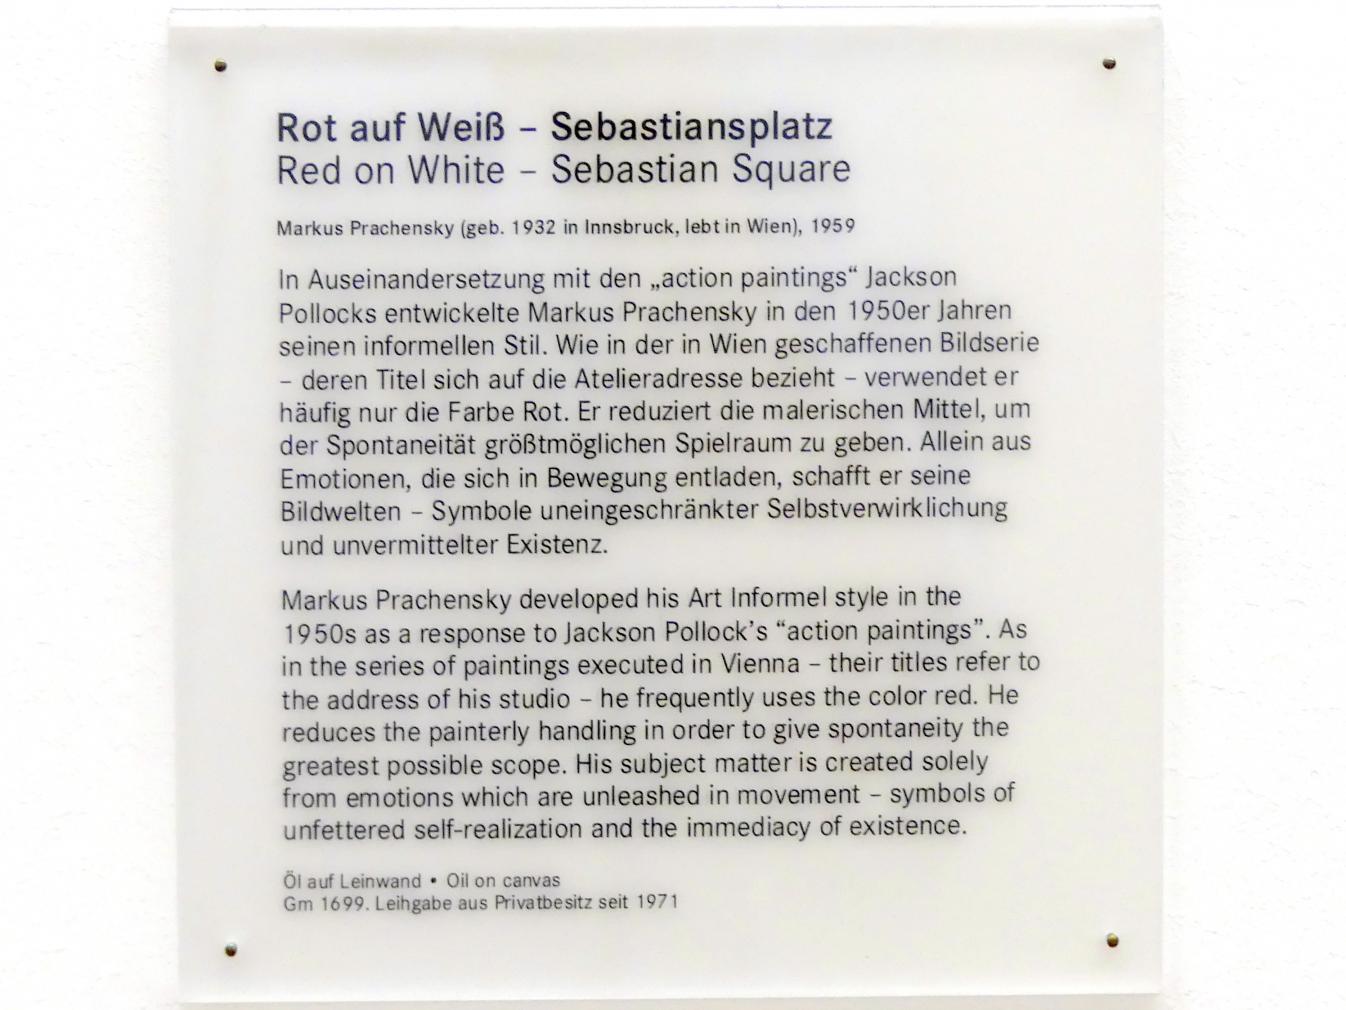 Rot auf Weiß – Sebastiansplatz
Red on White – Sebastian Square
Markus Prachensky (geb. 1932 in Innsbruck, lebt in Wien), 1959
In Auseinandersetzung mit den „action paintings“ Jackson
Pollocks entwickelte Markus Prachensky in den 1950er Jahren
seinen informellen Stil. Wie in der in Wien geschaffenen Bildserie
– deren Titel sich auf die Atelieradresse bezieht – verwendet er
häufig nur die Farbe Rot. Er reduziert die malerischen Mittel, um
der Spontaneität größtmöglichen Spielraum zu geben. Allein aus
Emotionen, die sich in Bewegung entladen, schafft er seine
Bildwelten – Symbole uneingeschränkter Selbstverwirklichung
und unvermittelter Existenz.
Markus Prachensky developed his Art Informel style in the
1950s as a response to Jackson Pollock’s “action paintings”. As
in the series of paintings executed in Vienna – their titles refer to
the address of his studio – he frequently uses the color red. He
reduces the painterly handling in order to give spontaneity the
greatest possible scope. His subject matter is created solely
from emotions which are unleashed in movement – symbols of
unfettered self-realization and the immediacy of existence.
Öl auf Leinwand • Oil on canvas
Gm 1699. Leihgabe aus Privatbesitz seit 1971